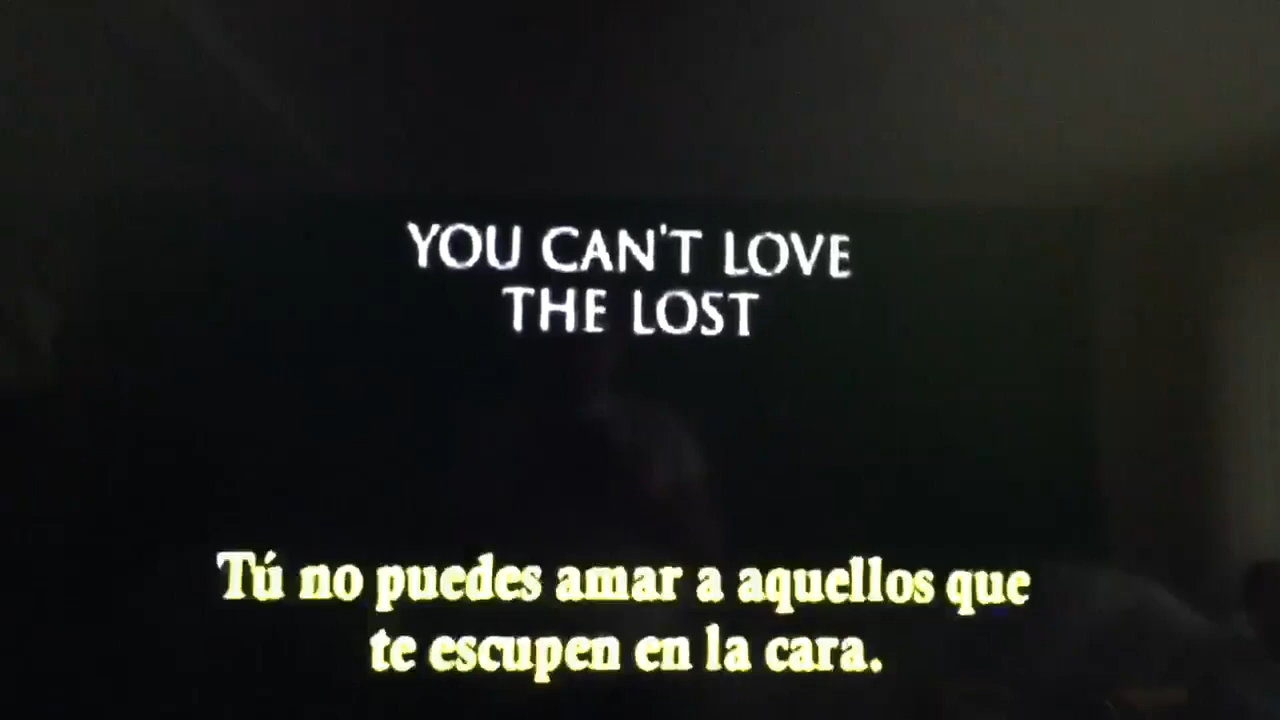 YOU CAN'T LOVE
THE LOST
Tú no puedes amar a aquellos que
te escupen en la cara.